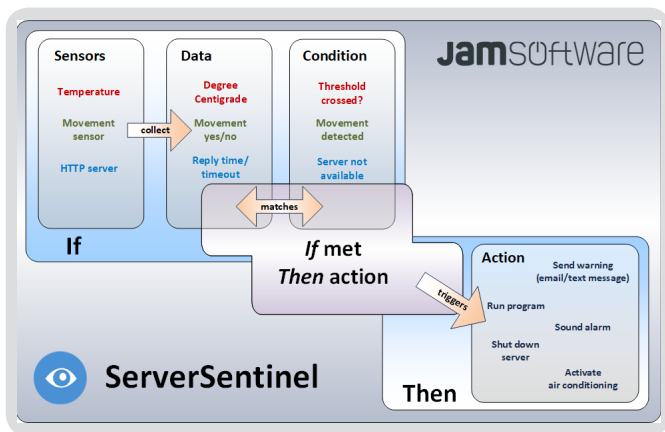 Sensors
Data
Condition
JAMSOFTWARE
Temperature
Degree
Centigrade
Threshold
crossed?
Movement
sensor
collect
Movement
yes/no
Movement
detected
HTTP server
Reply time/
timeout
Server not
available
matches
If
If met
Then action
Action
Send warning
(email/text message)
triggers
Run program
Sound alarm
Shut down
server
Activate
air conditioning
ServerSentinel
Then